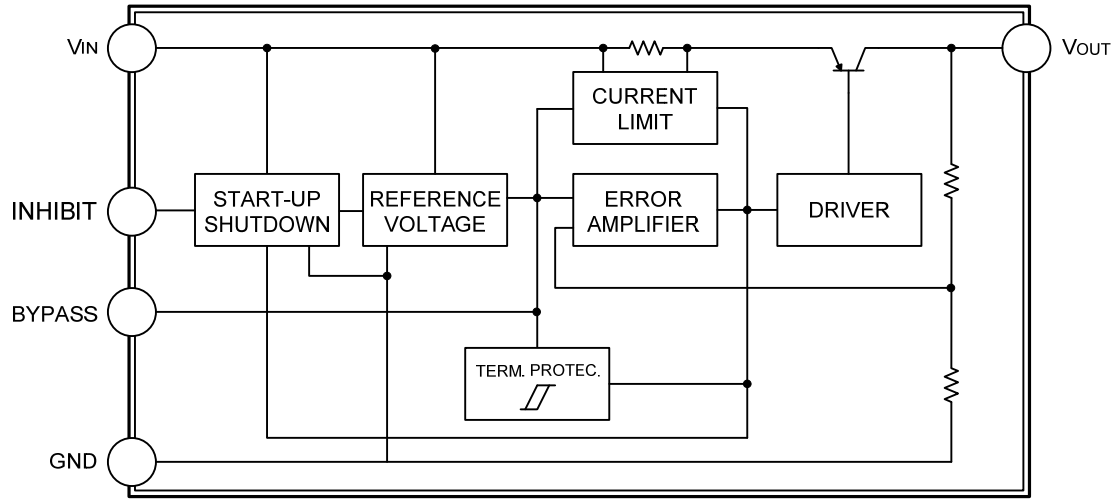 VIN
VOUT
CURRENT
LIMIT
INHIBIT
START-UP
SHUTDOWN
REFERENCE
VOLTAGE
ERROR
AMPLIFIER
DRIVER
BYPASS
TERM. PROTEC.
GND